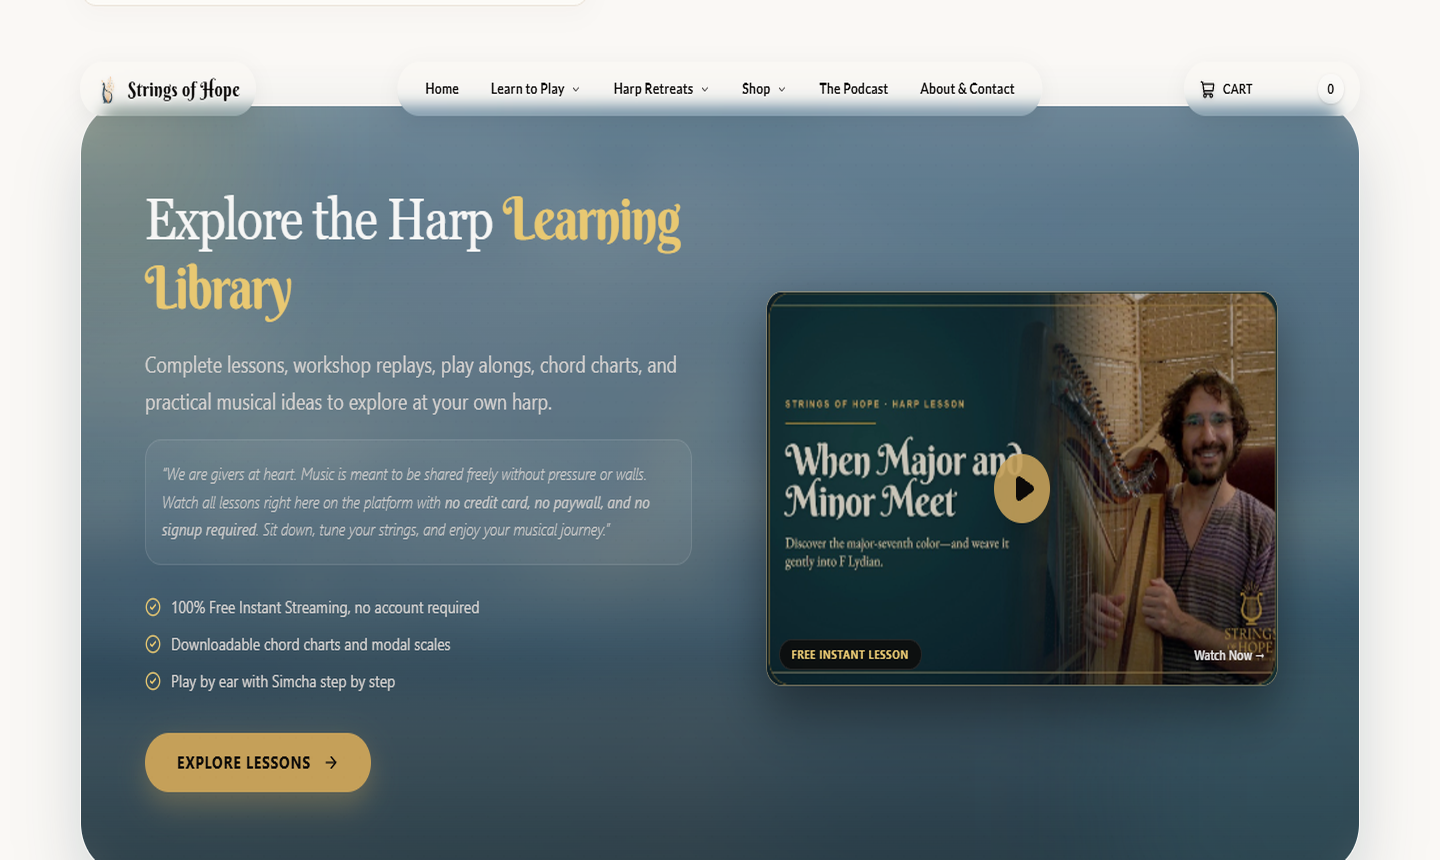 Strings of Hope
Home
Learn to Play
Harp Retreats
Shop
The Podcast
About & Contact
CART
0
Explore the Harp Learning
Library
Complete lessons, workshop replays, play alongs, chord charts, and
practical musical ideas to explore at your own harp.
"We are givers at heart. Music is meant to be shared freely without pressure or walls.
Watch all lessons right here on the platform with no credit card, no paywall, and no
signup required. Sit down, tune your strings, and enjoy your musical journey."
100% Free Instant Streaming, no account required
Downloadable chord charts and modal scales
Play by ear with Simcha step by step
EXPLORE LESSONS →
STRINGS OF HOPE · HARP LESSON
When Major and
Minor Meet
Discover the major-seventh color—and weave it
gently into F Lydian.
STRINGS
OF HOPE
FREE INSTANT LESSON
Watch Now →